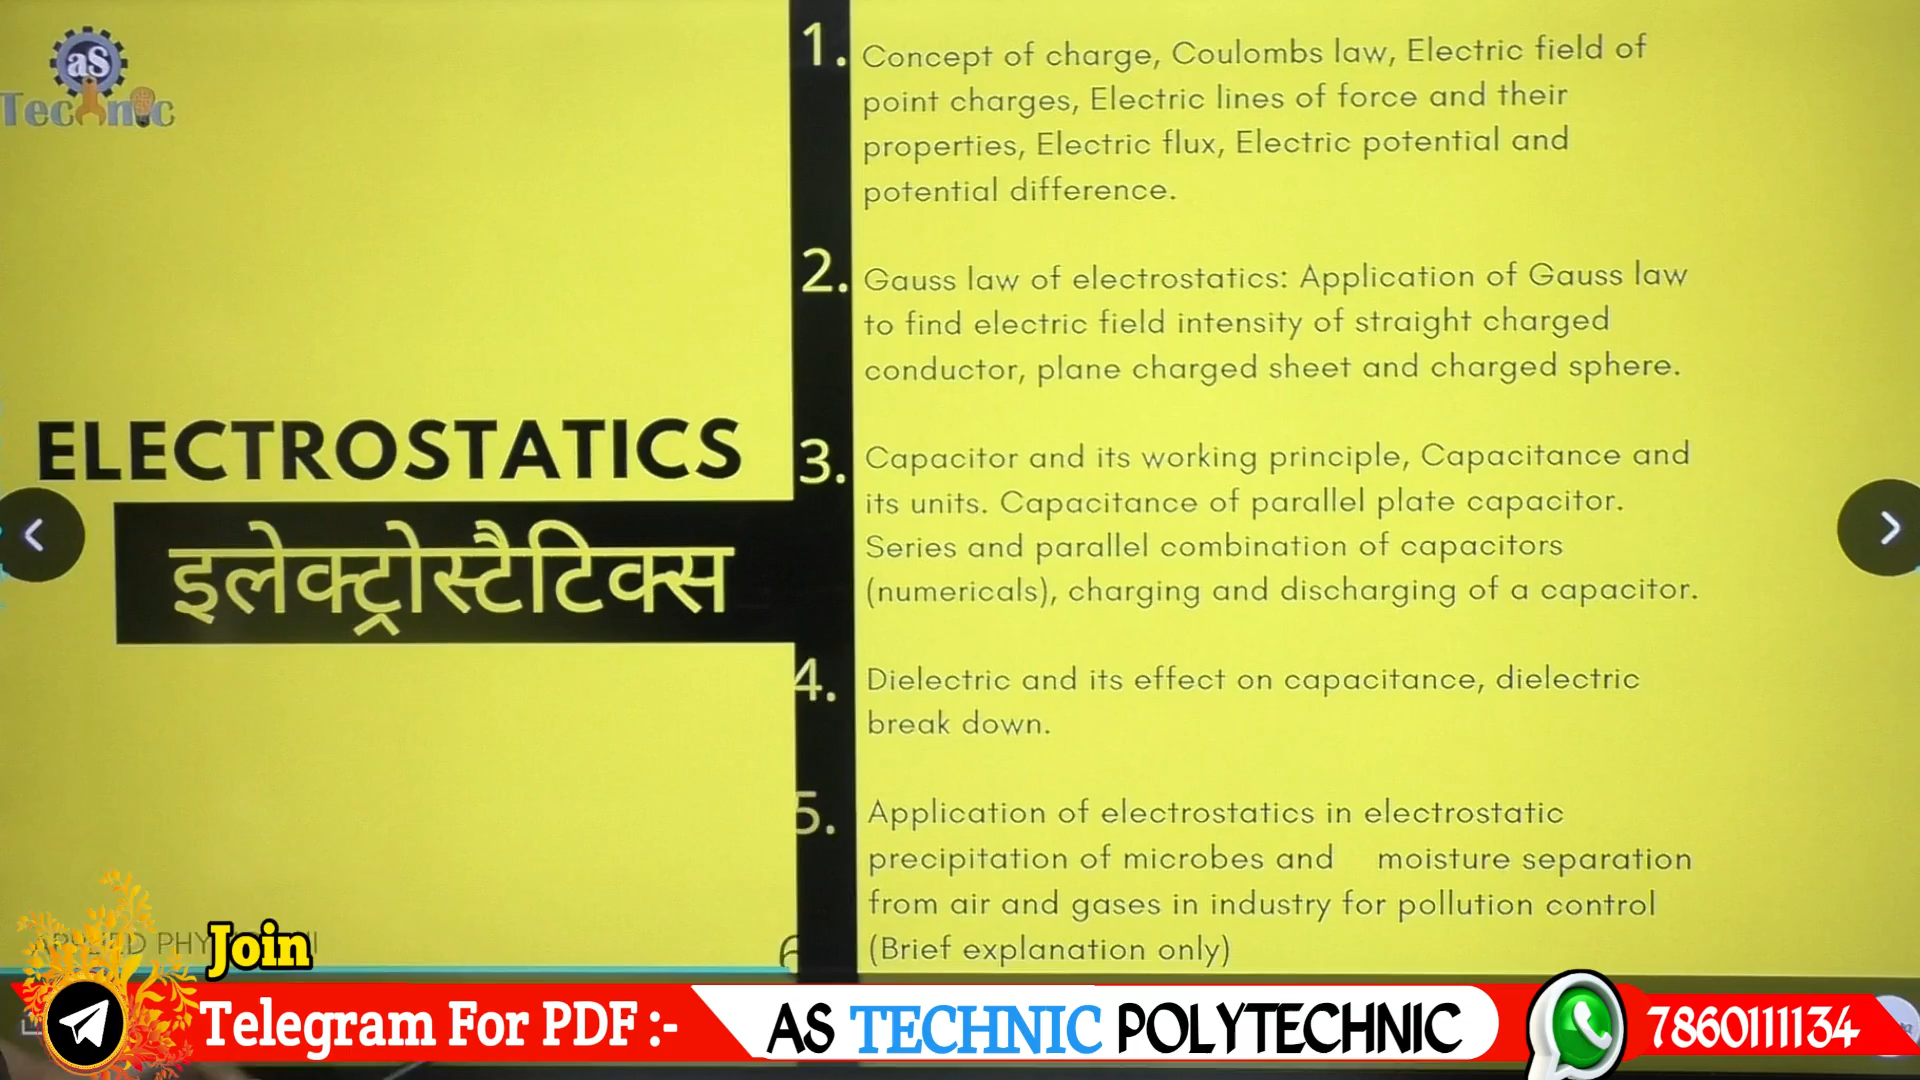 aS
Technic
ELECTROSTATICS
इलेक्ट्रोस्टैटिक्स
1.
Concept of charge, Coulombs law, Electric field of
point charges, Electric lines of force and their
properties, Electric flux, Electric potential and
potential difference.
2.
Gauss law of electrostatics: Application of Gauss law
to find electric field intensity of straight charged
conductor, plane charged sheet and charged sphere.
3.
Capacitor and its working principle, Capacitance and
its units. Capacitance of parallel plate capacitor.
Series and parallel combination of capacitors
(numericals), charging and discharging of a capacitor.
4.
Dielectric and its effect on capacitance, dielectric
break down.
5.
Application of electrostatics in electrostatic
precipitation of microbes and moisture separation
from air and gases in industry for pollution control
(Brief explanation only)
6
Join
Telegram For PDF :-
AS TECHNIC POLYTECHNIC
7860111134